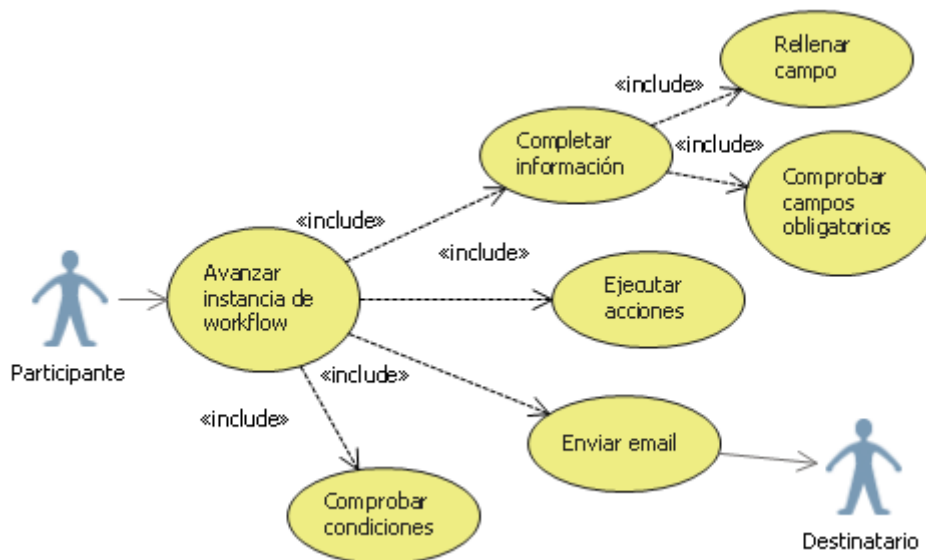 Rellenar
campo
«include»
Completar
información
«include»
Comprobar
campos
obligatorios
«include»
«include»
Avanzar
instancia de
workflow
Ejecutar
acciones
Participante
«include»
«include»
Enviar email
Comprobar
condiciones
Destinatario